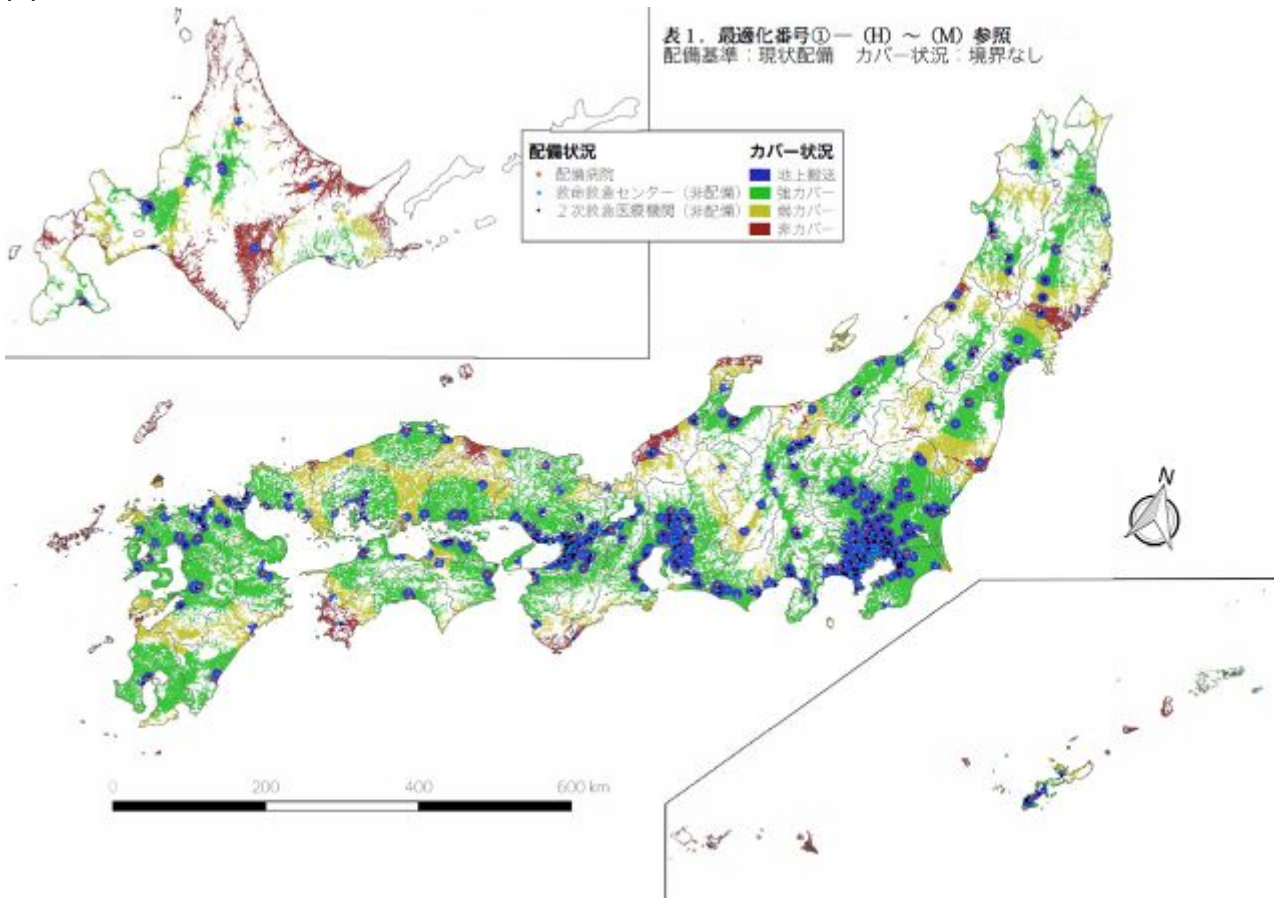 表1. 最適化番号①―(H)～(M)参照
配備基準:現状配備 カバー状況:境界なし
配備状況
配備病院
救命救急センター(非配備)
2次救急医療機関(非配備)
カバー状況
地上搬送
強カバー
弱カバー
非カバー
N
0 200 400 600 km